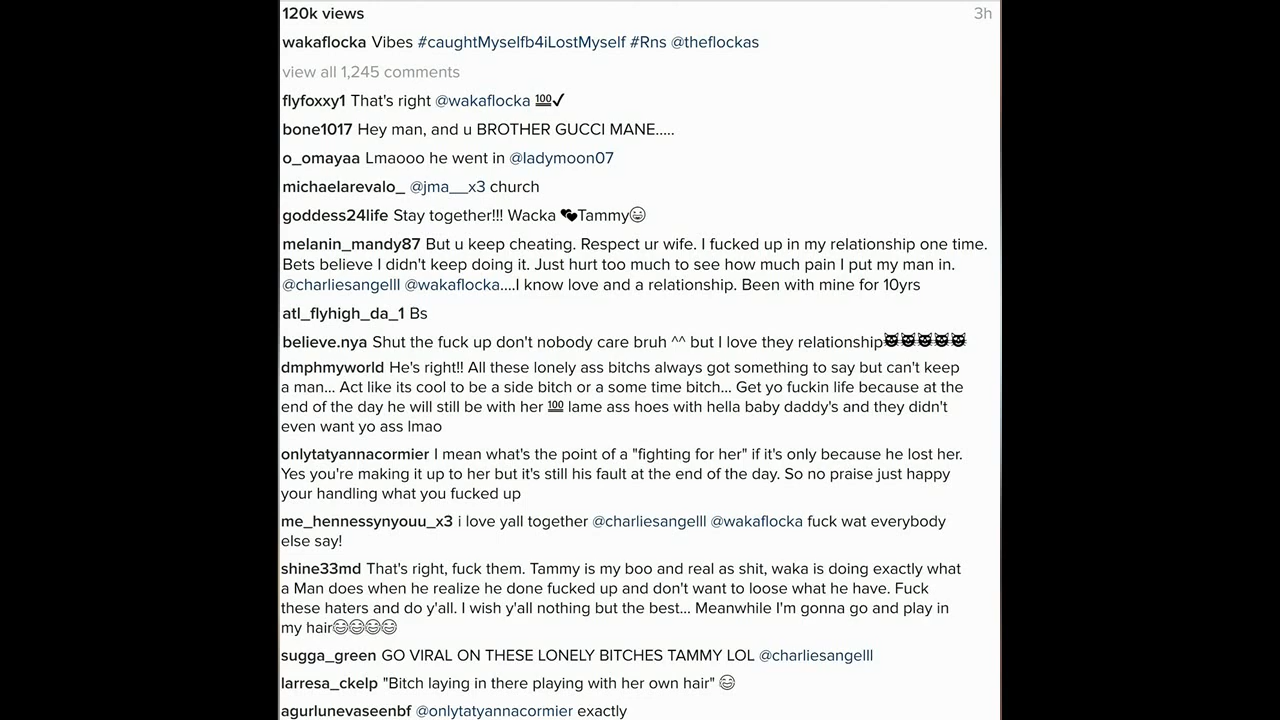 120k views 3h
wakaflocka Vibes #caughtMyselfb4iLostMyself #Rns @theflockas
view all 1,245 comments
flyfoxxy1 That's right @wakaflocka 💯✔
bone1017 Hey man, and u BROTHER GUCCI MANE.....
o_omayaa Lmaooo he went in @ladymoon07
michaelarevalo_ @jma__x3 church
goddess24life Stay together!!! Wacka 💕Tammy😄
melanin_mandy87 But u keep cheating. Respect ur wife. I fucked up in my relationship one time.
Bets believe I didn't keep doing it. Just hurt too much to see how much pain I put my man in.
@charliesangelll @wakaflocka....I know love and a relationship. Been with mine for 10yrs
atl_flyhigh_da_1 Bs
believe.nya Shut the fuck up don't nobody care bruh ^^ but I love they relationship😻😻😻😻😻
dmphmyworld He's right!! All these lonely ass bitchs always got something to say but can't keep
a man... Act like its cool to be a side bitch or a some time bitch... Get yo fuckin life because at the
end of the day he will still be with her 💯 lame ass hoes with hella baby daddy's and they didn't
even want yo ass lmao
onlytatyannacormier I mean what's the point of a "fighting for her" if it's only because he lost her.
Yes you're making it up to her but it's still his fault at the end of the day. So no praise just happy
your handling what you fucked up
me_hennessynyouu_x3 i love yall together @charliesangelll @wakaflocka fuck wat everybody
else say!
shine33md That's right, fuck them. Tammy is my boo and real as shit, waka is doing exactly what
a Man does when he realize he done fucked up and don't want to loose what he have. Fuck
these haters and do y'all. I wish y'all nothing but the best... Meanwhile I'm gonna go and play in
my hair😂😂😂😂
sugga_green GO VIRAL ON THESE LONELY BITCHES TAMMY LOL @charliesangelll
larresa_ckelp "Bitch laying in there playing with her own hair" 😂
agurlunevaseenbf @onlytatyannacormier exactly